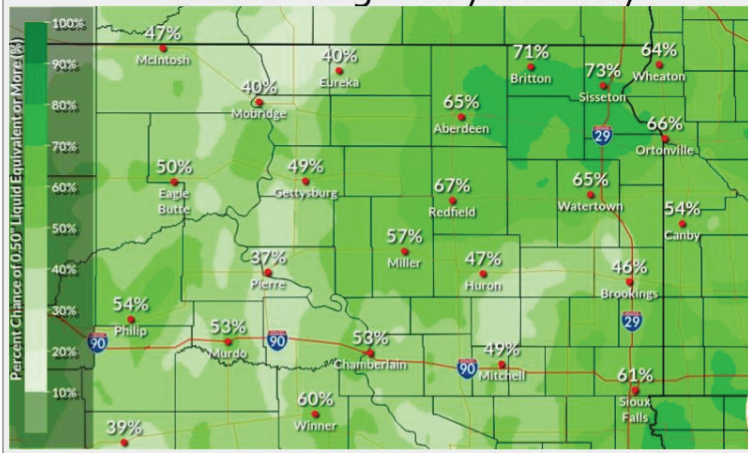 Percent Chance of 0.50" Liquid Equivalent or More (%)
100%
90%
80%
70%
60%
50%
40%
30%
20%
10%
47%
McIntosh
40%
Eureka
71%
Britton
73%
Sisseton
64%
Wheaton
40%
Mobridge
65%
Aberdeen
29
66%
Ortonville
50%
Eagle
Butte
49%
Gettysburg
67%
Redfield
65%
Watertown
54%
Canby
57%
Miller
37%
Pierre
47%
Huron
46%
Brookings
54%
Philip
29
90
53%
Murdo
90
53%
Chamberlain
90
49%
Mitchell
61%
Sioux
Falls
60%
Winner
39%